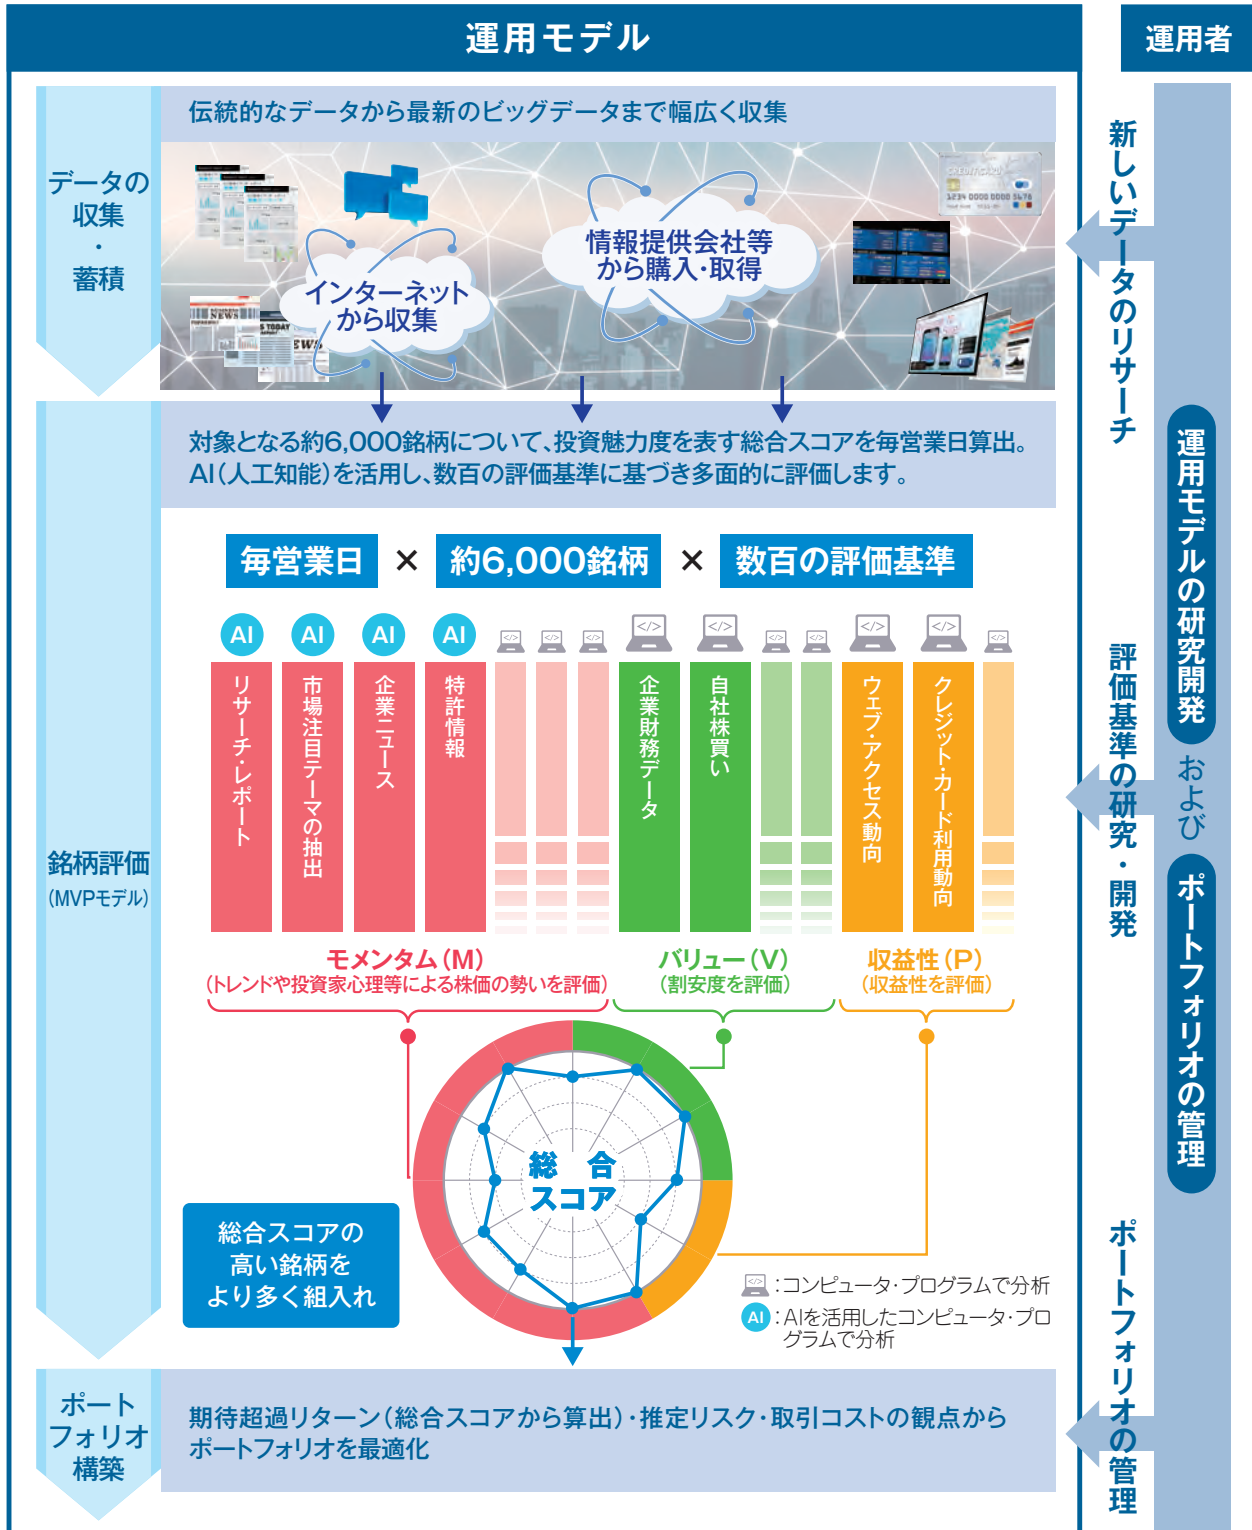 運用モデル
運用者
データの
収集
・
蓄積
伝統的なデータから最新のビッグデータまで幅広く収集
インターネット
から収集
情報提供会社等
から購入・取得
BUSINESS
NEWS
S TODAY
EWS
CREDIT CARD
1234 0000 0000 5678
新しいデータのリサーチ
対象となる約6,000銘柄について、投資魅力度を表す総合スコアを毎営業日算出。
AI(人工知能)を活用し、数百の評価基準に基づき多面的に評価します。
毎営業日 × 約6,000銘柄 × 数百の評価基準
AI AI AI AI
リサーチ・レポート
市場注目テーマの抽出
企業ニュース
特許情報
企業財務データ
自社株買い
ウェブ・アクセス動向
クレジット・カード利用動向
銘柄評価
(MVPモデル)
モメンタム(M)
(トレンドや投資家心理等による株価の勢いを評価)
バリュー(V)
(割安度を評価)
収益性(P)
(収益性を評価)
総 合
スコア
総合スコアの
高い銘柄を
より多く組入れ
:コンピュータ・プログラムで分析
AI :AIを活用したコンピュータ・プロ
グラムで分析
評価基準の研究・開発
運用モデルの研究開発
および
ポートフォリオの管理
ポート
フォリオ
構築
期待超過リターン(総合スコアから算出)・推定リスク・取引コストの観点から
ポートフォリオを最適化
ポートフォリオの管理